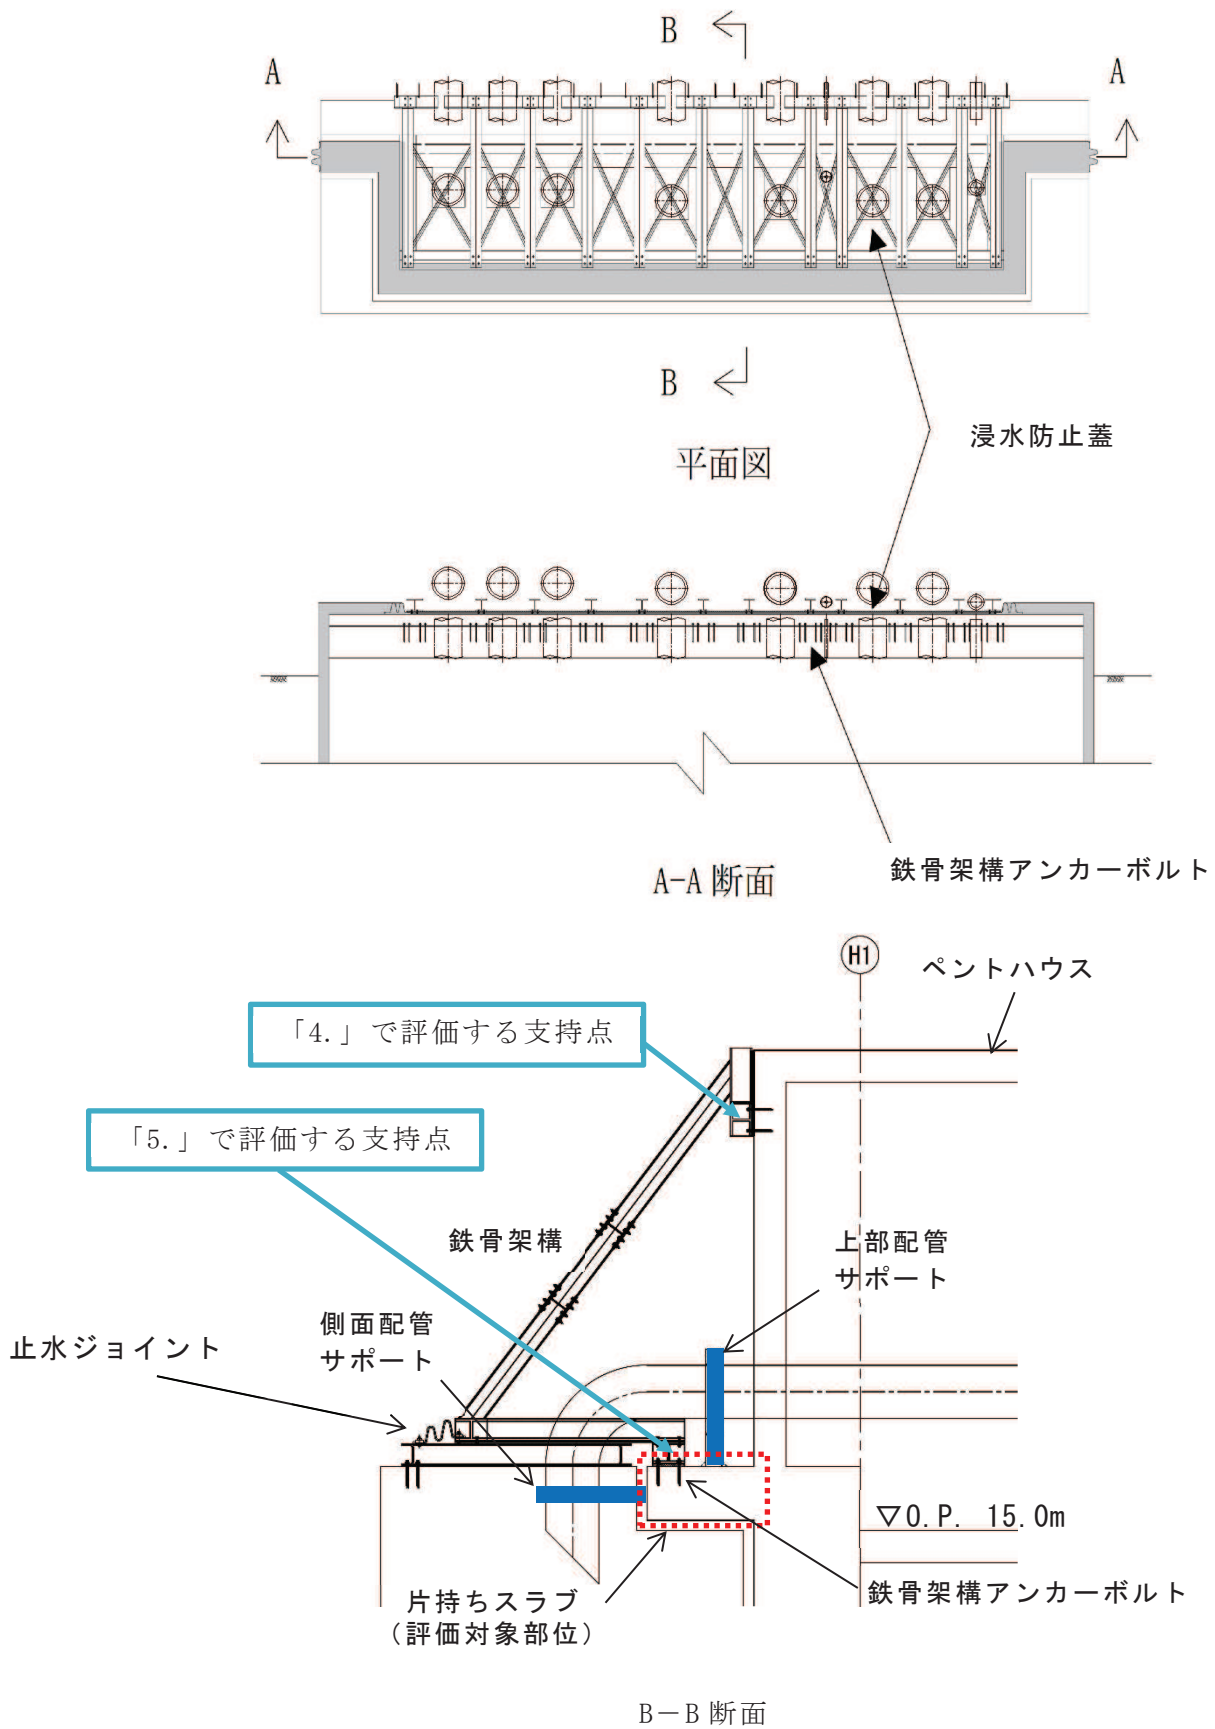 B
A
A
B
浸水防止蓋
平面図
鉄骨架構アンカーボルト
A-A 断面
H1
ペントハウス
「4.」で評価する支持点
「5.」で評価する支持点
鉄骨架構
上部配管
サポート
側面配管
サポート
止水ジョイント
▽O.P. 15.0m
鉄骨架構アンカーボルト
片持ちスラブ
(評価対象部位)
B－B 断面